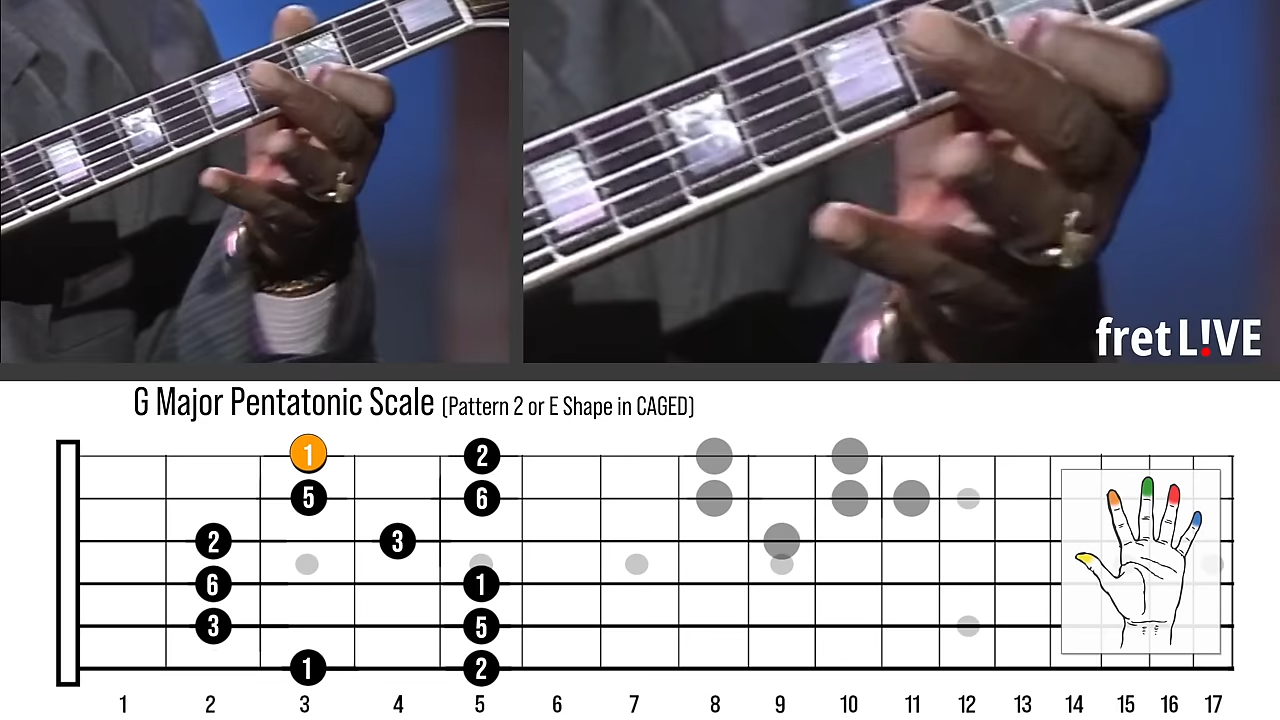 fret L!VE
G Major Pentatonic Scale (Pattern 2 or E Shape in CAGED)
1 2
5 6
2 3
6 1
3 5
1 2
1 2 3 4 5 6 7 8 9 10 11 12 13 14 15 16 17